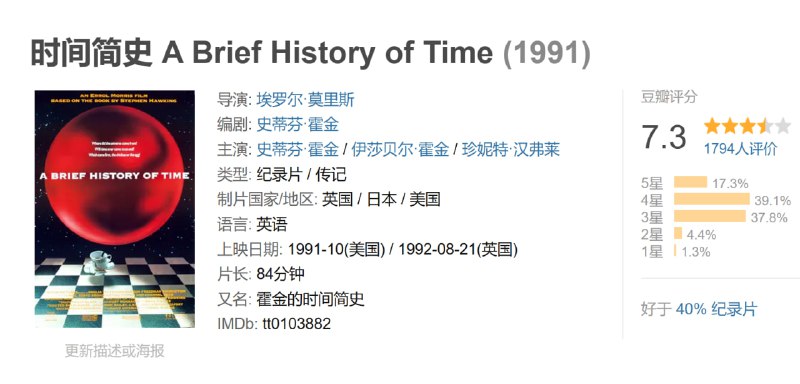 时间简史 A Brief History of Time (1991)
AN ERROL MORRIS FILM
BASED ON THE BOOK BY STEPHEN HAWKING
A BRIEF HISTORY OF TIME
更新描述或海报
导演: 埃罗尔·莫里斯
编剧: 史蒂芬·霍金
主演: 史蒂芬·霍金 / 伊莎贝尔·霍金 / 珍妮特·汉弗莱
类型: 纪录片 / 传记
制片国家/地区: 英国 / 日本 / 美国
语言: 英语
上映日期: 1991-10(美国) / 1992-08-21(英国)
片长: 84分钟
又名: 霍金的时间简史
IMDb: tt0103882
豆瓣评分
7.3
1794人评价
5星 17.3%
4星 39.1%
3星 37.8%
2星 4.4%
1星 1.3%
好于 40% 纪录片